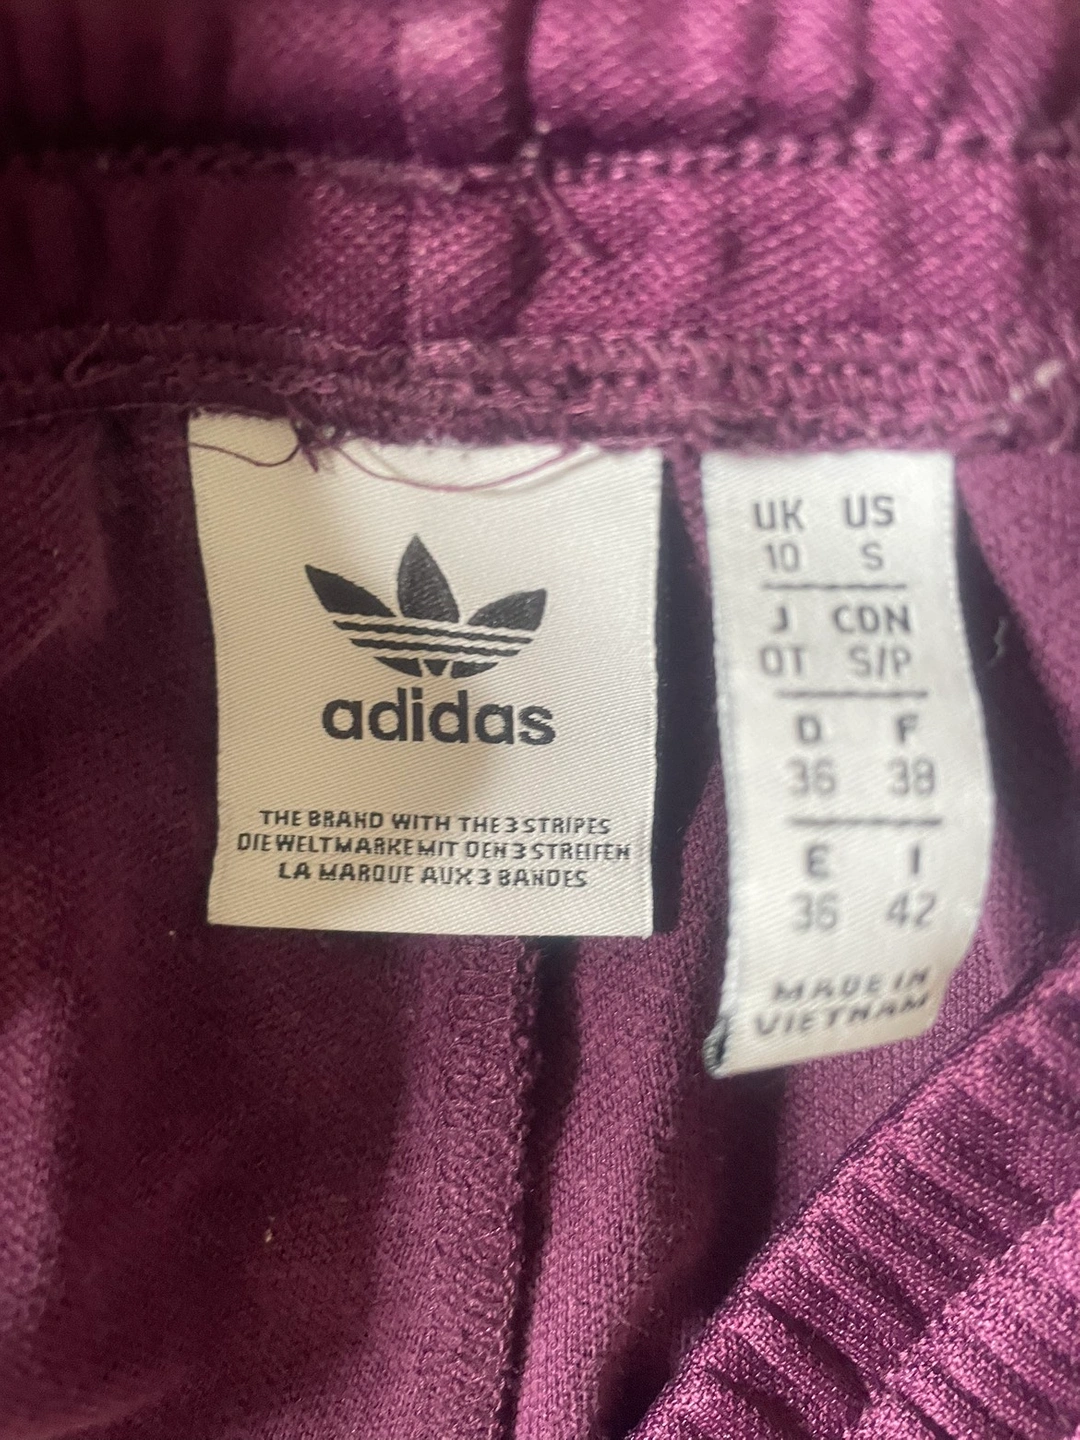 adidas
THE BRAND WITH THE 3 STRIPES
DIE WELTMARKE MIT DEN 3 STREIFEN
LA MARQUE AUX 3 BANDES
UK US
10 S
J CDN
OT S/P
D F
36 38
E I
36 42
MADE IN
VIETNAM